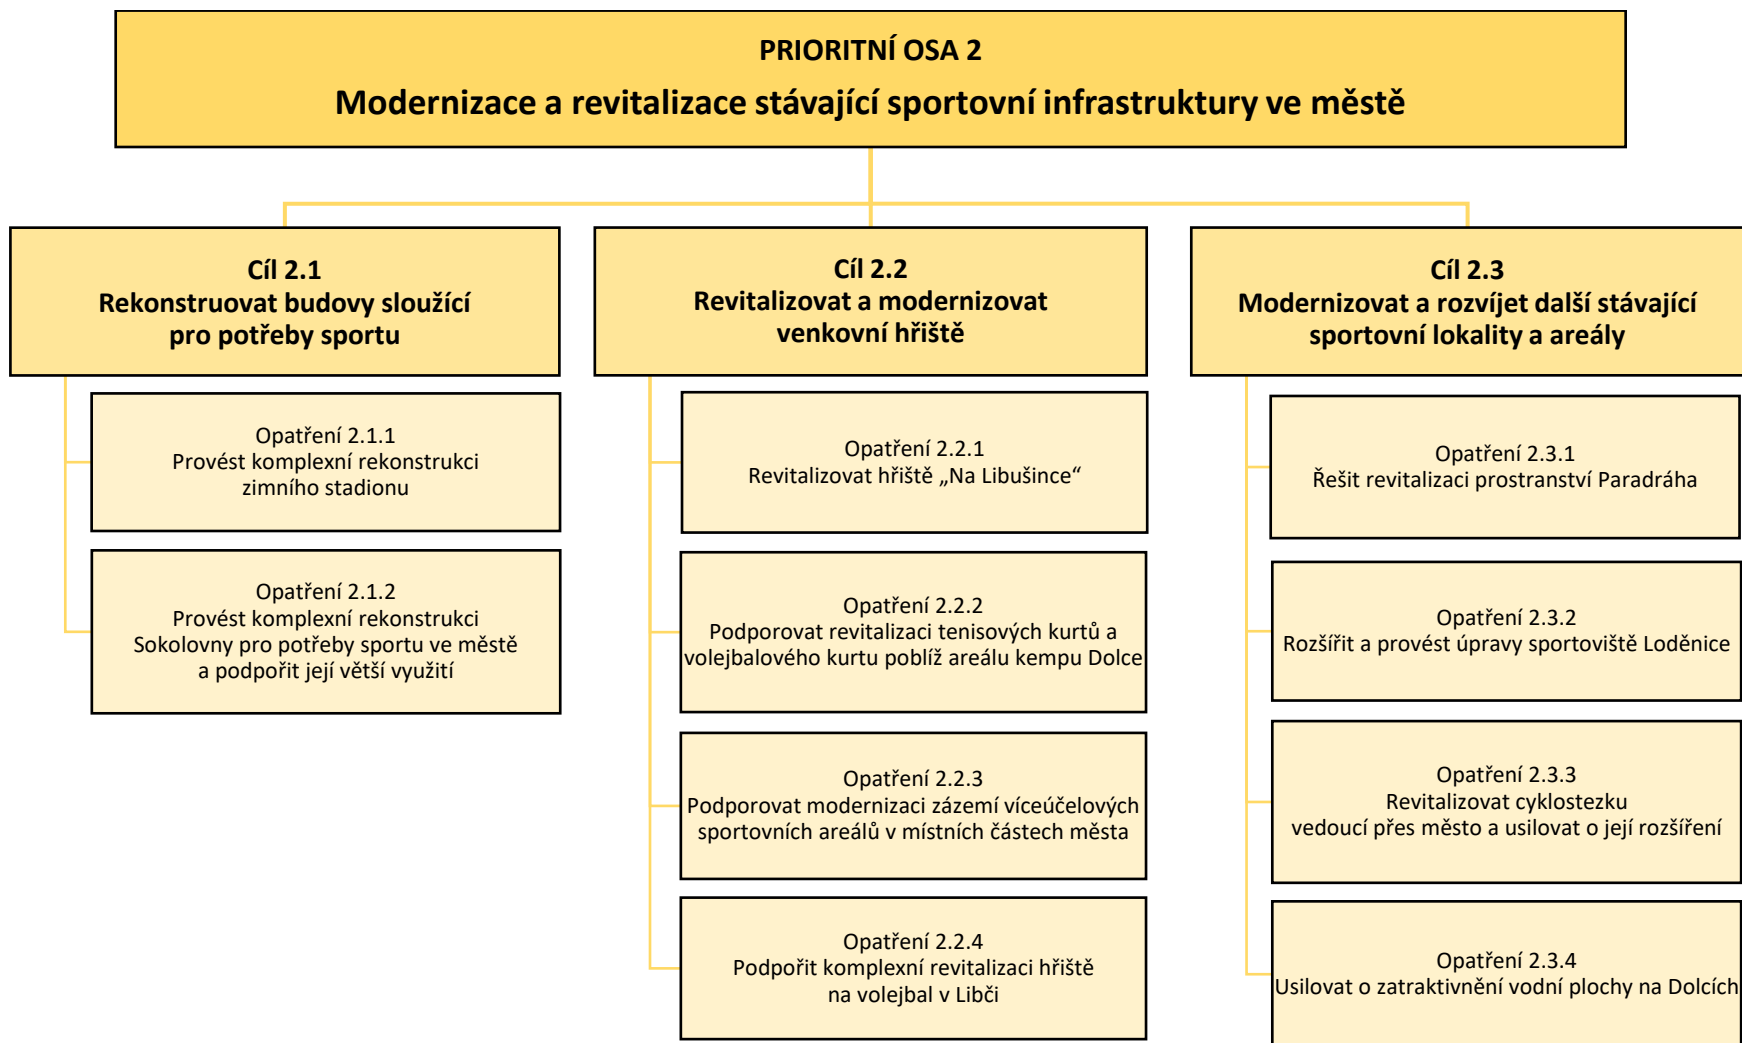 PRIORITNÍ OSA 2
Modernizace a revitalizace stávající sportovní infrastruktury ve městě
Cíl 2.1
Rekonstruovat budovy sloužící
pro potřeby sportu
Opatření 2.1.1
Provést komplexní rekonstrukci
zimního stadionu
Opatření 2.1.2
Provést komplexní rekonstrukci
Sokolovny pro potřeby sportu ve městě
a podpořit její větší využití
Cíl 2.2
Revitalizovat a modernizovat
venkovní hřiště
Opatření 2.2.1
Revitalizovat hřiště „Na Libušince“
Opatření 2.2.2
Podporovat revitalizaci tenisových kurtů a
volejbalového kurtu poblíž areálu kempu Dolce
Opatření 2.2.3
Podporovat modernizaci zázemí víceúčelových
sportovních areálů v místních částech města
Opatření 2.2.4
Podpořit komplexní revitalizaci hřiště
na volejbal v Libči
Cíl 2.3
Modernizovat a rozvíjet další stávající
sportovní lokality a areály
Opatření 2.3.1
Řešit revitalizaci prostranství Paradráha
Opatření 2.3.2
Rozšířit a provést úpravy sportoviště Loděnice
Opatření 2.3.3
Revitalizovat cyklostezku
vedoucí přes město a usilovat o její rozšíření
Opatření 2.3.4
Usilovat o zatraktivnění vodní plochy na Dolcích